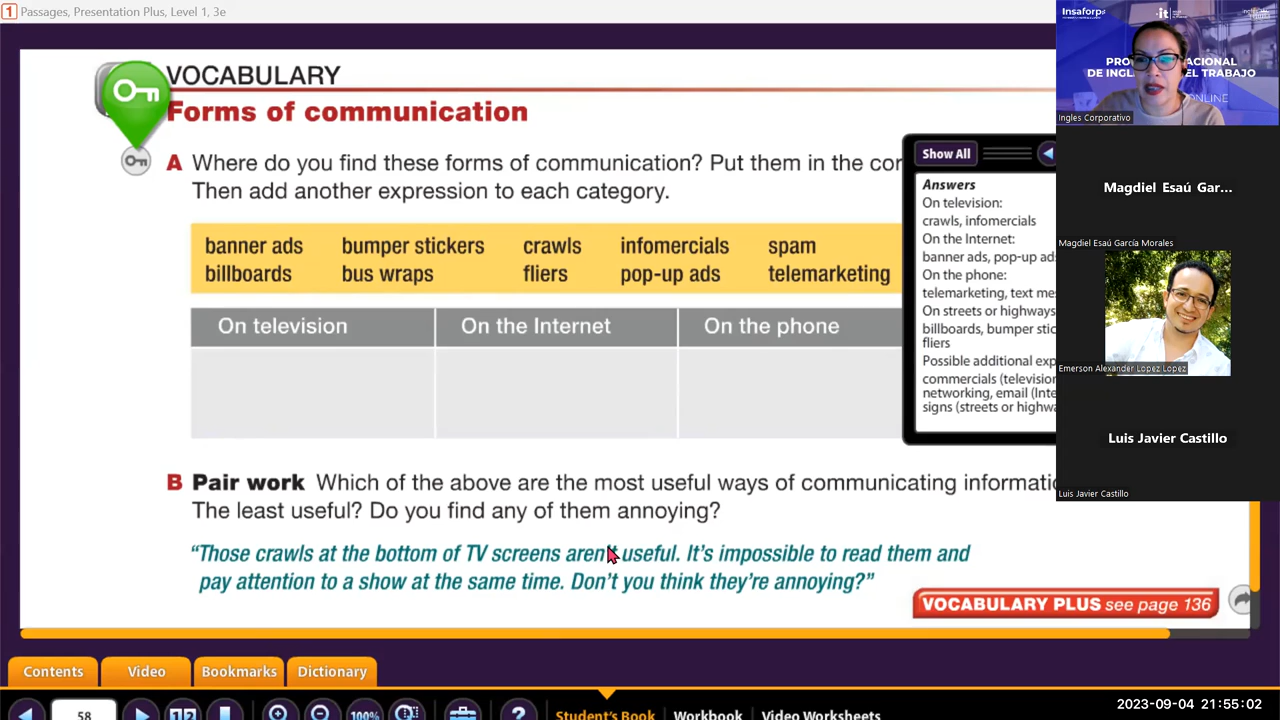 Passages, Presentation Plus, Level 1, 3e
VOCABULARY
Forms of communication
A Where do you find these forms of communication? Put them in the cor
Then add another expression to each category.
banner ads bumper stickers crawls infomercials spam
billboards bus wraps fliers pop-up ads telemarketing
On television On the Internet On the phone
Show All
Answers
On television:
crawls, infomercials
On the Internet:
banner ads, pop-up ad
On the phone:
telemarketing, text me
On streets or highways
billboards, bumper stic
fliers
Possible additional exp
commercials (television
networking, email (Inte
signs (streets or highwa
B Pair work Which of the above are the most useful ways of communicating informatio
The least useful? Do you find any of them annoying?
“Those crawls at the bottom of TV screens aren't useful. It's impossible to read them and
pay attention to a show at the same time. Don't you think they're annoying?”
VOCABULARY PLUS see page 136
Contents Video Bookmarks Dictionary
58 1 2 100% ? Student's Book Workbook Video Worksheets
Insaforp it
PRO ACIONAL
DE INGL EL TRABAJO
ONLINE
Ingles Corporativo
Magdiel Esaú Gar...
Magdiel Esaú García Morales
Emerson Alexander Lopez Lopez
Luis Javier Castillo
Luis Javier Castillo
2023-09-04 21:55:02